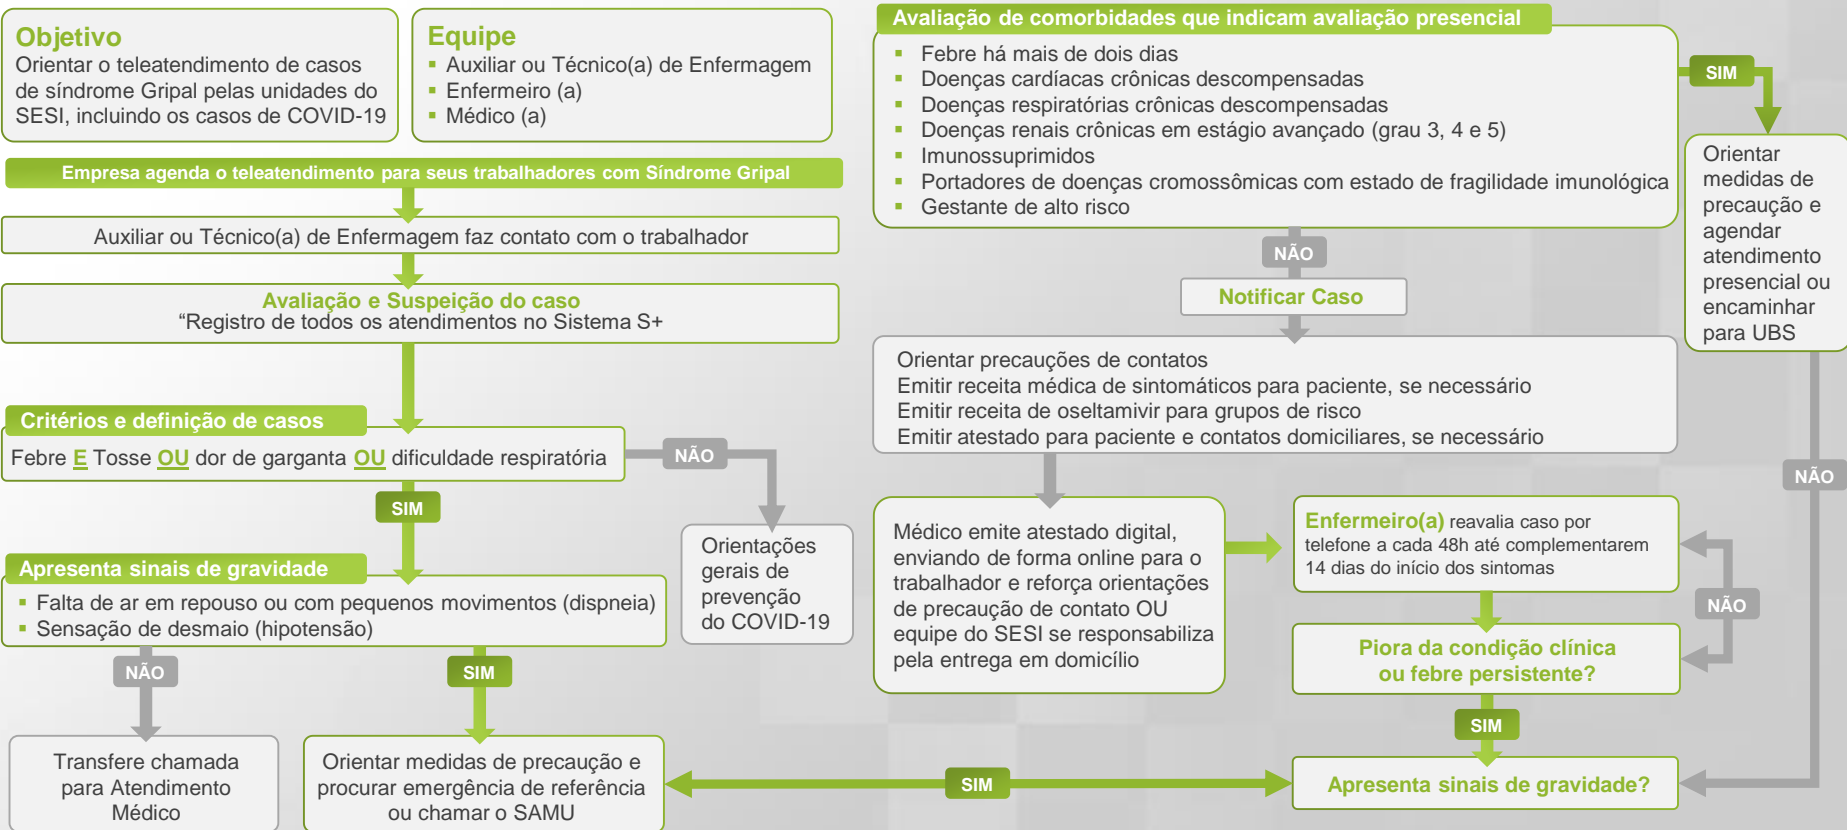 Objetivo
Orientar o teleatendimento de casos
de síndrome Gripal pelas unidades do
SESI, incluindo os casos de COVID-19
Equipe
▪ Auxiliar ou Técnico(a) de Enfermagem
▪ Enfermeiro (a)
▪ Médico (a)
Empresa agenda o teleatendimento para seus trabalhadores com Síndrome Gripal
Auxiliar ou Técnico(a) de Enfermagem faz contato com o trabalhador
Avaliação e Suspeição do caso
“Registro de todos os atendimentos no Sistema S+
Critérios e definição de casos
Febre E Tosse OU dor de garganta OU dificuldade respiratória
NÃO
SIM
Orientações
gerais de
prevenção
do COVID-19
Apresenta sinais de gravidade
▪ Falta de ar em repouso ou com pequenos movimentos (dispneia)
▪ Sensação de desmaio (hipotensão)
NÃO
SIM
Transfere chamada
para Atendimento
Médico
Orientar medidas de precaução e
procurar emergência de referência
ou chamar o SAMU
Avaliação de comorbidades que indicam avaliação presencial
▪ Febre há mais de dois dias
▪ Doenças cardíacas crônicas descompensadas
▪ Doenças respiratórias crônicas descompensadas
▪ Doenças renais crônicas em estágio avançado (grau 3, 4 e 5)
▪ Imunossuprimidos
▪ Portadores de doenças cromossômicas com estado de fragilidade imunológica
▪ Gestante de alto risco
SIM
Orientar
medidas de
precaução e
agendar
atendimento
presencial ou
encaminhar
para UBS
NÃO
NÃO
Notificar Caso
Orientar precauções de contatos
Emitir receita médica de sintomáticos para paciente, se necessário
Emitir receita de oseltamivir para grupos de risco
Emitir atestado para paciente e contatos domiciliares, se necessário
Médico emite atestado digital,
enviando de forma online para o
trabalhador e reforça orientações
de precaução de contato OU
equipe do SESI se responsabiliza
pela entrega em domicílio
Enfermeiro(a) reavalia caso por
telefone a cada 48h até complementarem
14 dias do início dos sintomas
NÃO
Piora da condição clínica
ou febre persistente?
SIM
Apresenta sinais de gravidade?
SIM